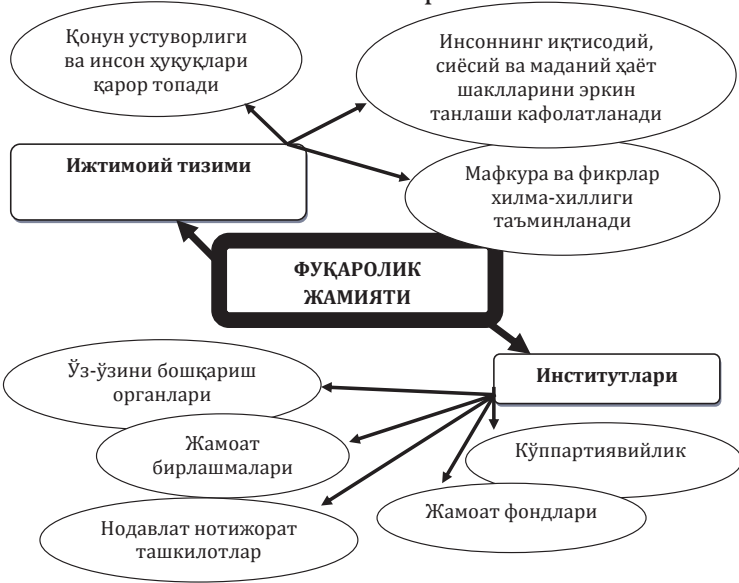 Қонун устуворлиги
ва инсон ҳуқуқлари
қарор топади
Инсоннинг иқтисодий,
сиёсий ва маданий ҳаёт
шаклларини эркин
танлаши кафолатланади
Ижтимоий тизими
Мафкура ва фикрлар
хилма-хиллиги
таъминланади
ФУҚАРОЛИК
ЖАМИЯТИ
Институтлари
Ўз-ўзини бошқариш
органлари
Жамоат
бирлашмалари
Кўппартиявийлик
Жамоат фондлари
Нодавлат нотижорат
ташкилотлар